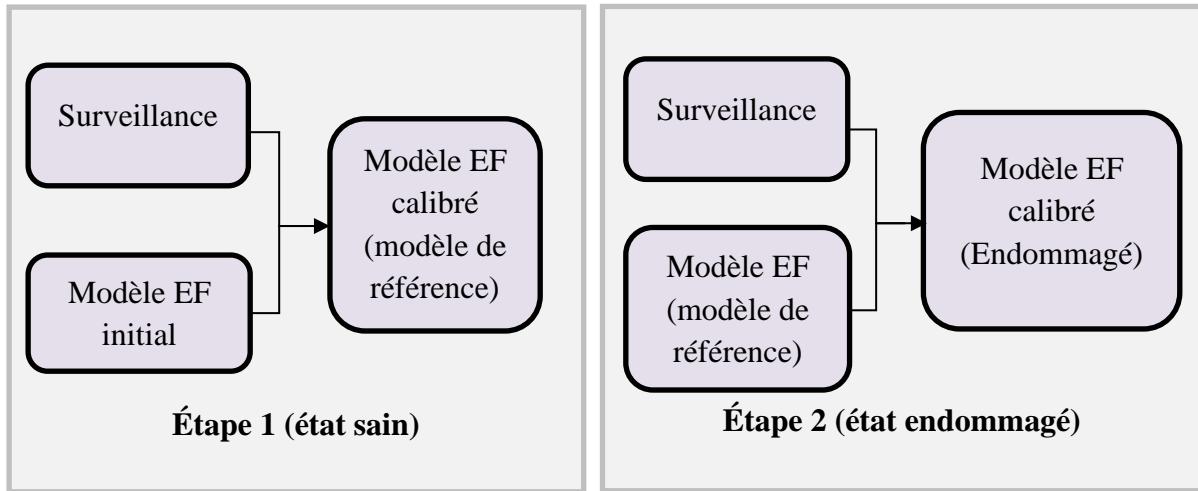 Surveillance
Modèle EF
initial
Modèle EF
calibré
(modèle de
référence)
Étape 1 (état sain)
Surveillance
Modèle EF
(modèle de
référence)
Modèle EF
calibré
(Endommagé)
Étape 2 (état endommagé)